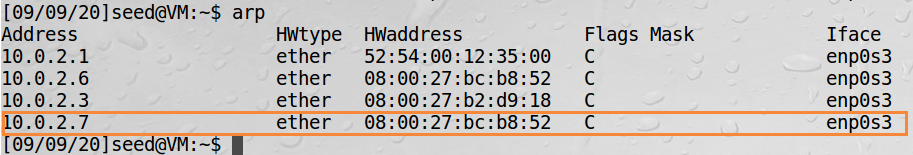 [09/09/20]seed@VM:~$ arp
Address HWtype HWaddress Flags Mask Iface
10.0.2.1 ether 52:54:00:12:35:00 C enp0s3
10.0.2.6 ether 08:00:27:bc:b8:52 C enp0s3
10.0.2.3 ether 08:00:27:b2:d9:18 C enp0s3
10.0.2.7 ether 08:00:27:bc:b8:52 C enp0s3
[09/09/20]seed@VM:~$